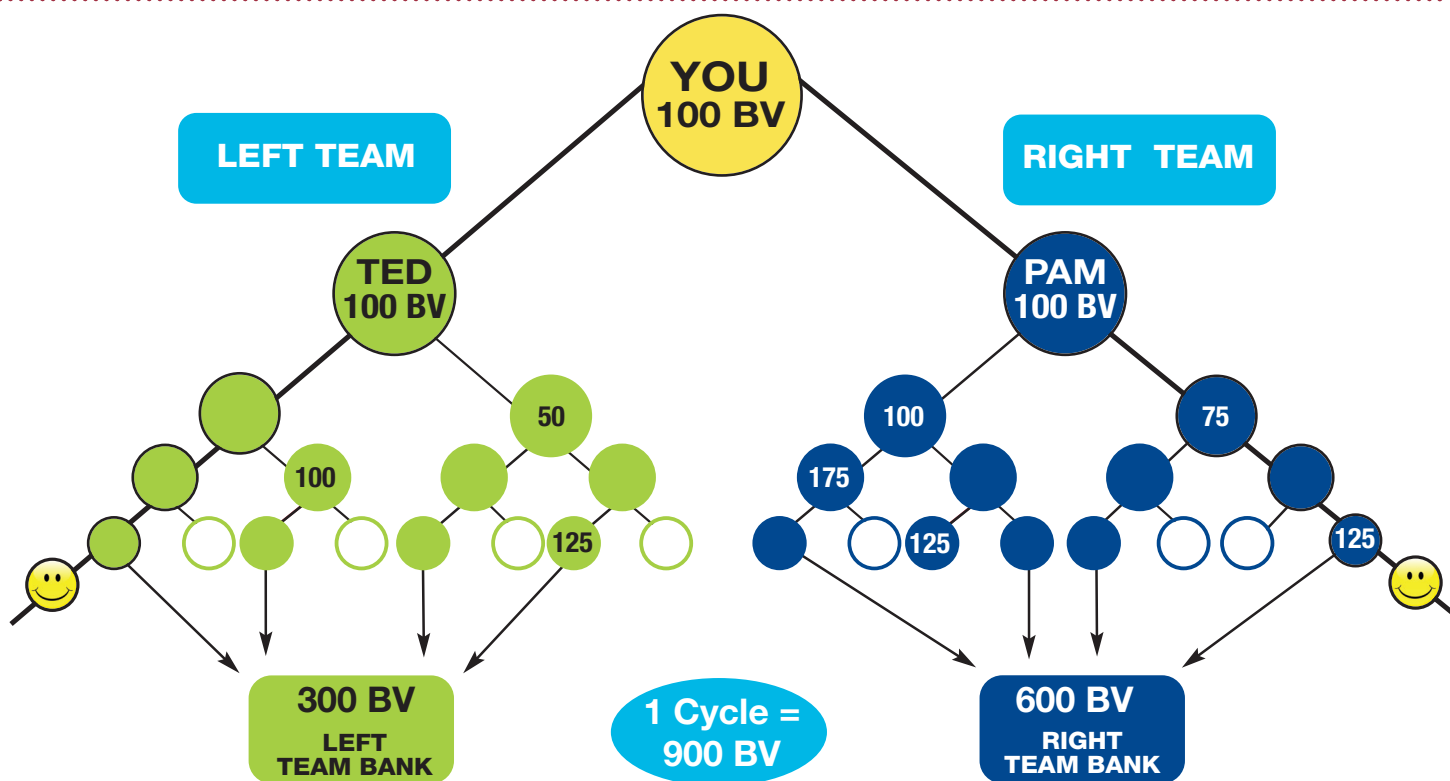 YOU
100 BV
LEFT TEAM
RIGHT TEAM
TED
100 BV
PAM
100 BV
50
100
75
100
175
125
125
125
300 BV
LEFT
TEAM BANK
1 Cycle =
900 BV
600 BV
RIGHT
TEAM BANK